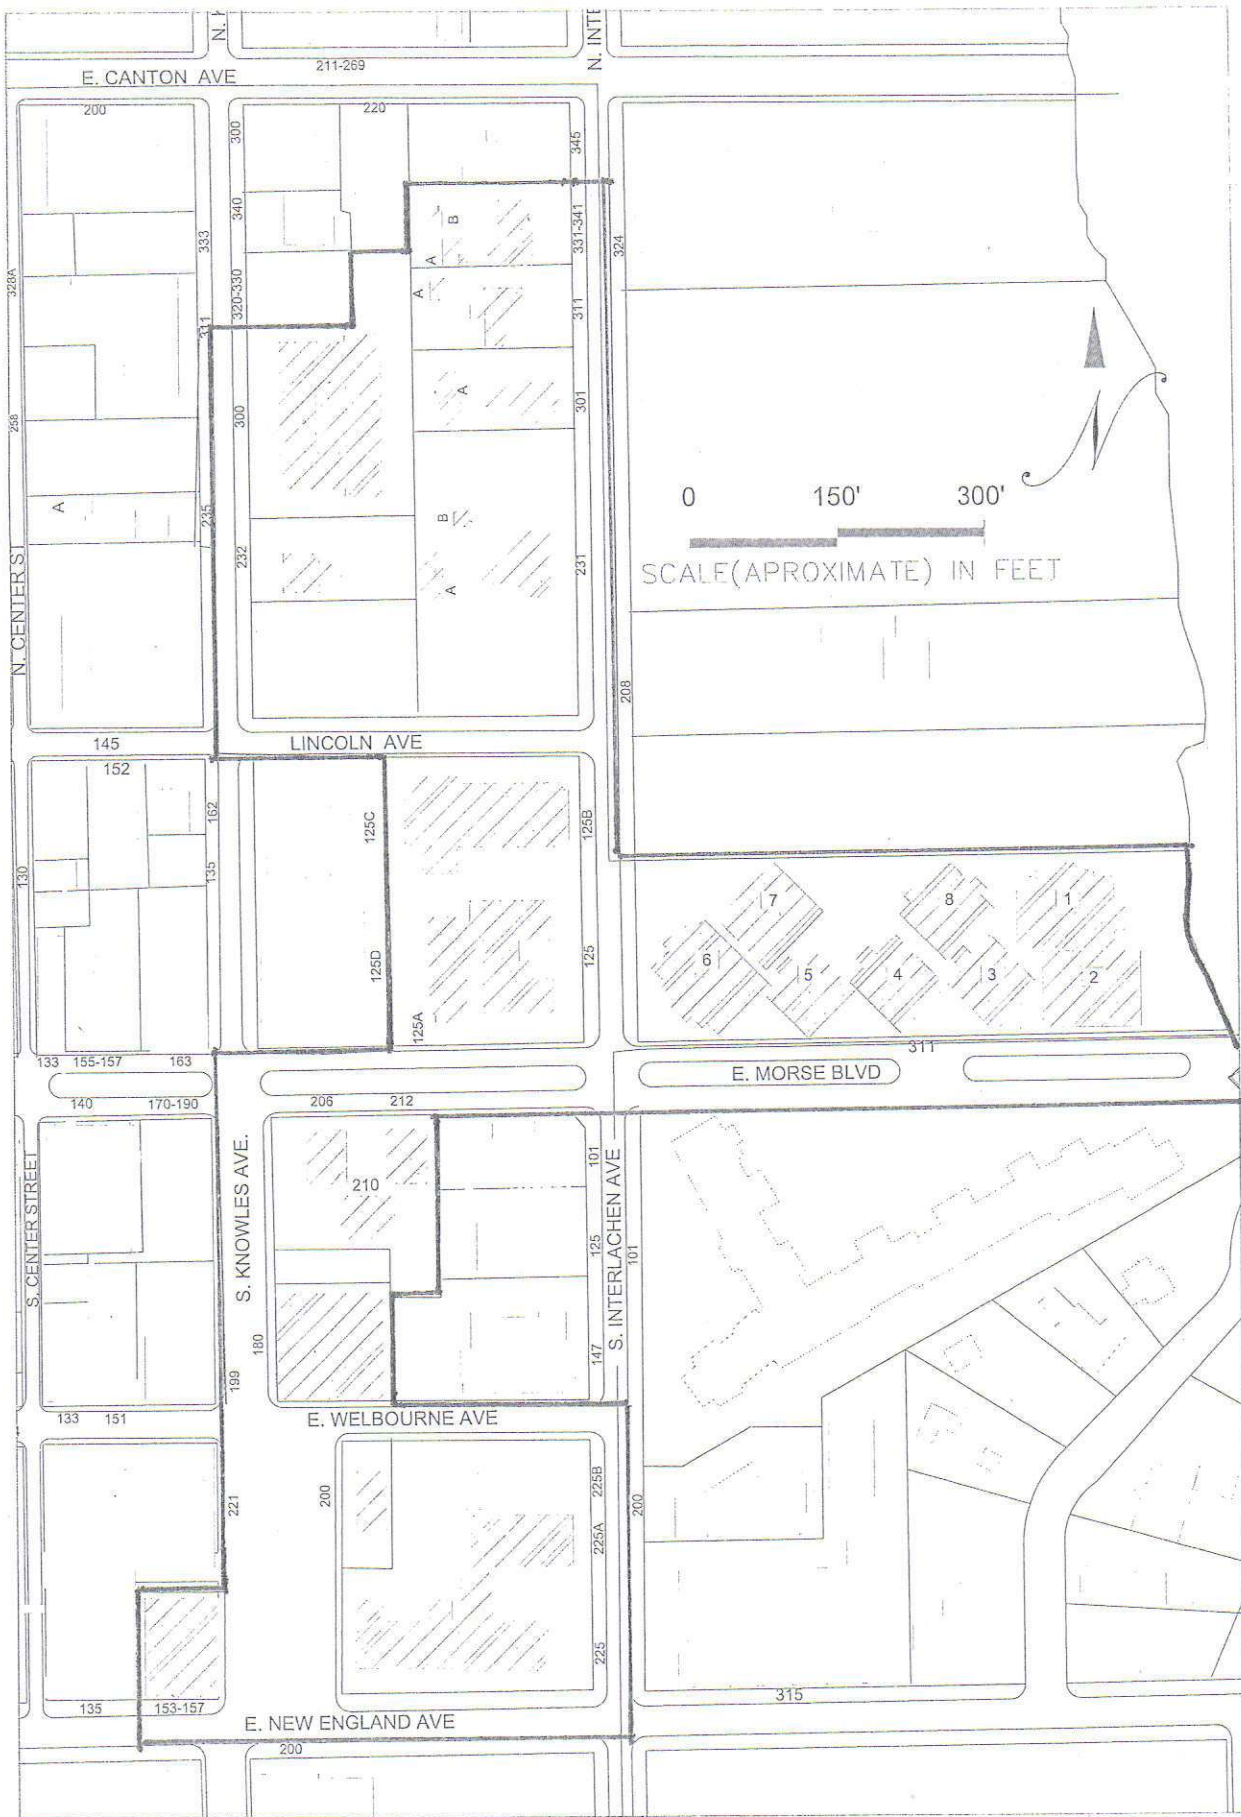 N. INTE
211-269
E. CANTON AVE
200
220
300
345
340
333
331-341
324
B
A
328A
320-330
A
311
311
258
300
A
301
0 150' 300'
A
235
B
232
231
A
SCALE(APROXIMATE) IN FEET
N. CENTER ST
208
145
LINCOLN AVE
152
162
125C
125B
130
135
7
8
1
125D
125
6
5
4
3
2
125A
133 155-157 163
311
E. MORSE BLVD
140 170-190
206 212
101
210
S. CENTER STREET
S. KNOWLES AVE.
S. INTERLACHEN AVE
125
101
180
147
199
133 151
E. WELBOURNE AVE
221
200
225B
225A
200
225
135
153-157
315
E. NEW ENGLAND AVE
200